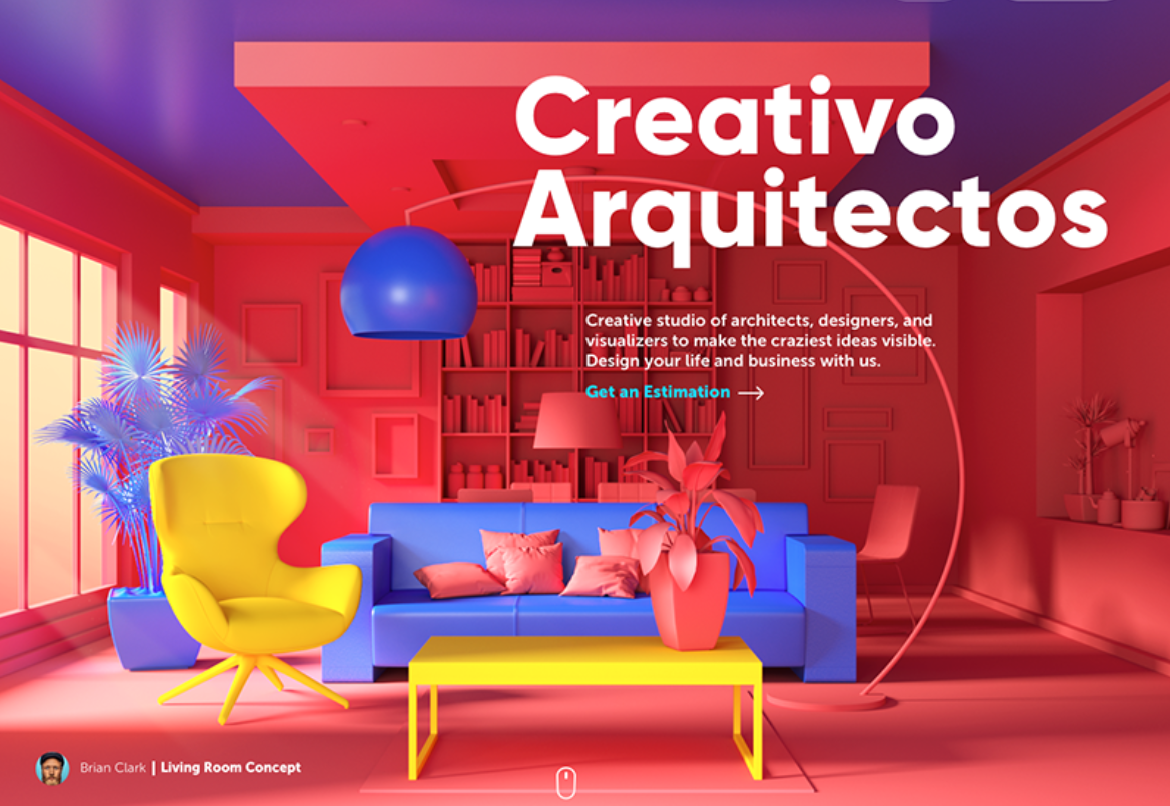 Creativo
Arquitectos
Creative studio of architects, designers, and
visualizers to make the craziest ideas visible.
Design your life and business with us.
Get an Estimation
Brian Clark | Living Room Concept